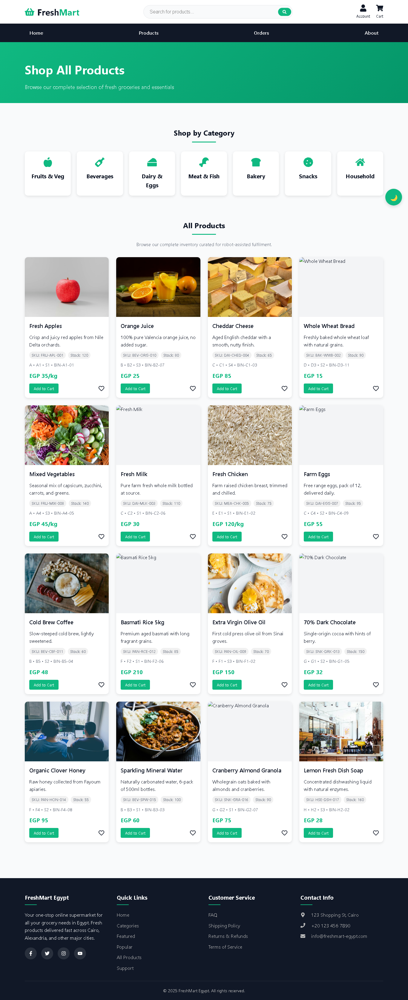 FreshMart
Search for products...
Account
Cart
Home
Products
Orders
About
Shop All Products
Browse our complete selection of fresh groceries and essentials
Shop by Category
Fruits & Veg
Beverages
Dairy &
Eggs
Meat & Fish
Bakery
Snacks
Household
All Products
Browse our complete inventory curated for robot-assisted fulfilment.
Fresh Apples
Crisp and juicy red apples from Nile
Delta orchards.
SKU: FRU-APL-001 Stock: 120
A • A1 • S1 • BIN-A1-01
EGP 35/kg
Add to Cart
Orange Juice
100% pure Valencia orange juice, no
added sugar.
SKU: BEV-ORG-010 Stock: 80
B • B2 • S3 • BIN-B2-07
EGP 25
Add to Cart
Cheddar Cheese
Aged English cheddar with a
smooth, nutty finish.
SKU: DAI-CHED-004 Stock: 65
C • C1 • S4 • BIN-C1-03
EGP 85
Add to Cart
Whole Wheat Bread
Whole Wheat Bread
Freshly baked whole wheat loaf
with natural grains.
SKU: BAK-WWB-002 Stock: 90
D • D3 • S2 • BIN-D3-11
EGP 15
Add to Cart
Mixed Vegetables
Seasonal mix of capsicum, zucchini,
carrots, and greens.
SKU: FRU-MIX-008 Stock: 140
A • A4 • S3 • BIN-A4-05
EGP 45/kg
Add to Cart
Fresh Milk
Fresh Milk
Pure farm fresh whole milk bottled
at source.
SKU: DAI-MLK-003 Stock: 110
C • C2 • S1 • BIN-C2-06
EGP 30
Add to Cart
Fresh Chicken
Farm raised chicken breast, trimmed
and chilled.
SKU: MEA-CHK-005 Stock: 75
E • E1 • S1 • BIN-E1-02
EGP 120/kg
Add to Cart
Farm Eggs
Farm Eggs
Free range eggs, pack of 12,
delivered daily.
SKU: DAI-EGG-007 Stock: 95
C • C4 • S2 • BIN-C4-09
EGP 55
Add to Cart
Cold Brew Coffee
Slow-steeped cold brew, lightly
sweetened.
SKU: BEV-CBF-011 Stock: 60
B • B5 • S2 • BIN-B5-04
EGP 48
Add to Cart
Basmati Rice 5kg
Basmati Rice 5kg
Premium aged basmati with long
fragrant grains.
SKU: PAN-RCE-012 Stock: 85
F • F2 • S1 • BIN-F2-06
EGP 210
Add to Cart
Extra Virgin Olive Oil
First cold press olive oil from Sinai
groves.
SKU: PAN-OIL-009 Stock: 70
F • F1 • S3 • BIN-F1-02
EGP 150
Add to Cart
70% Dark Chocolate
70% Dark Chocolate
Single-origin cocoa with hints of
berry.
SKU: SNK-DRK-013 Stock: 150
G • G1 • S2 • BIN-G1-05
EGP 32
Add to Cart
Organic Clover Honey
Raw honey collected from Fayoum
apiaries.
SKU: PAN-HON-014 Stock: 55
F • F4 • S2 • BIN-F4-08
EGP 95
Add to Cart
Sparkling Mineral Water
Naturally carbonated water, 6-pack
of 500ml bottles.
SKU: BEV-SPW-015 Stock: 100
B • B3 • S1 • BIN-B3-03
EGP 60
Add to Cart
Cranberry Almond Granola
Cranberry Almond Granola
Wholegrain oats baked with
almonds and cranberries.
SKU: SNK-GRA-016 Stock: 90
G • G2 • S1 • BIN-G2-07
EGP 75
Add to Cart
Lemon Fresh Dish Soap
Concentrated dishwashing liquid
with natural enzymes.
SKU: HSE-DSH-017 Stock: 160
H • H2 • S3 • BIN-H2-02
EGP 28
Add to Cart
FreshMart Egypt
Your one-stop online supermarket for
all your grocery needs in Egypt. Fresh
products delivered fast across Cairo,
Alexandria, and other major cities.
Quick Links
Home
Categories
Featured
Popular
All Products
Support
Customer Service
FAQ
Shipping Policy
Returns & Refunds
Terms of Service
Contact Info
123 Shopping St, Cairo
+20 123 456 7890
info@freshmart-egypt.com
© 2025 FreshMart Egypt. All rights reserved.